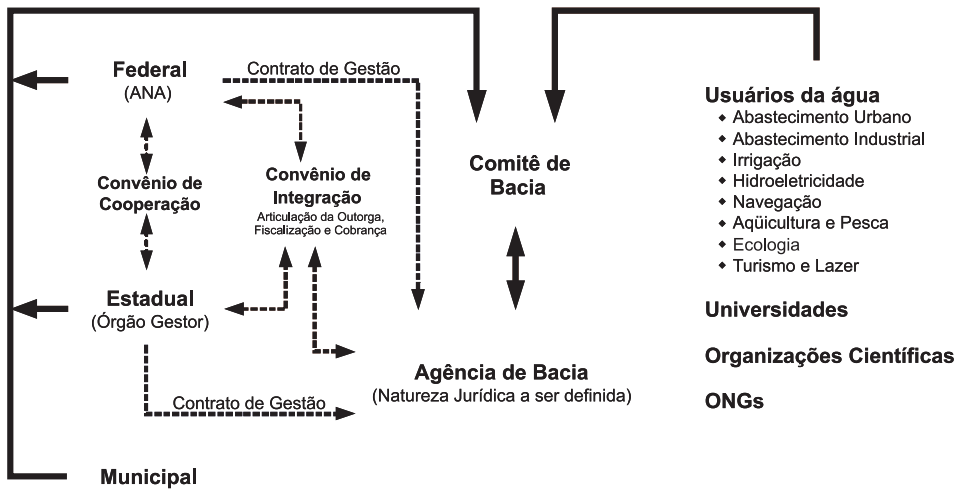 Federal
(ANA)
Contrato de Gestão
Convênio de
Cooperação
Convênio de
Integração
Articulação da Outorga,
Fiscalização e Cobrança
Estadual
(Órgão Gestor)
Contrato de Gestão
Municipal
Comitê de
Bacia
Agência de Bacia
(Natureza Jurídica a ser definida)
Usuários da água
◆ Abastecimento Urbano
◆ Abastecimento Industrial
◆ Irrigação
◆ Hidroeletricidade
◆ Navegação
◆ Aqüicultura e Pesca
◆ Ecologia
◆ Turismo e Lazer
Universidades
Organizações Científicas
ONGs